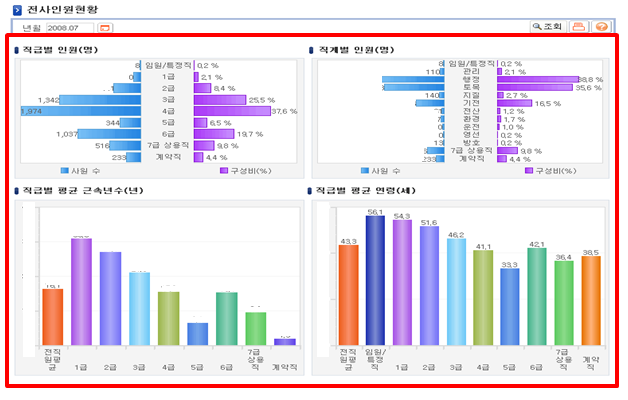 전사인원현황
년월 2008.07 조회
직급별 인원(명) 직계별 인원(명)
8 임원/특정직 0,2 %
1급 2,1 %
2급 8,4 %
1,342 3급 25,5 %
1,974 4급 37,6 %
344 5급 6,5 %
1,037 6급 19,7 %
516 7급 상용직 9,8 %
233 계약직 4,4 %
사원 수 구성비(%)
8 임원/특정직 0,2 %
110 관리 2,1 %
행정 38,8 %
토목 35,6 %
140 지질 2,7 %
기전 16,5 %
전산 1,2 %
환경 1,7 %
운전 1,0 %
영선 0,2 %
13 방호 0,2 %
7급 상용직 9,8 %
233 계약직 4,4 %
사원 수 구성비(%)
직급별 평균 근속년수(년) 직급별 평균 연령(세)
전직원평균 1급 2급 3급 4급 5급 6급 7급 상용직 계약직
43,3 56,1 54,3 51,6 46,2 41,1 33,3 42,1 36,4 38,5
전직원평균 임원/특정직 1급 2급 3급 4급 5급 6급 7급 상용직 계약직